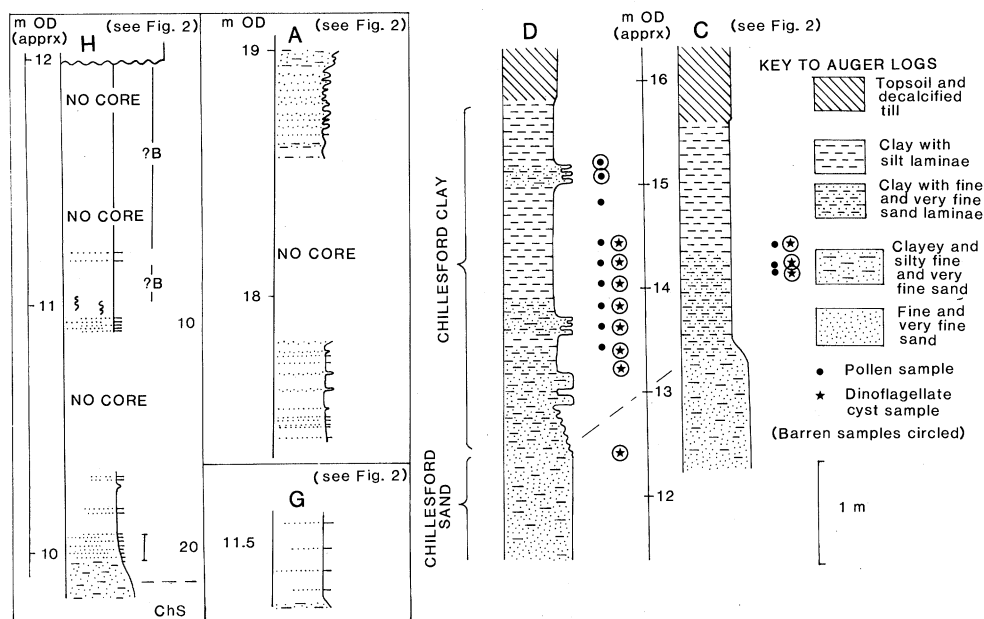 m OD
(apprx)
(see Fig. 2)
H
12
NO CORE
?B
NO CORE
?B
11
10
NO CORE
10
20
ChS
m OD
(see Fig. 2)
A
19
NO CORE
18
(see Fig. 2)
G
11.5
CHILLESFORD CLAY
CHILLESFORD
SAND
D
m OD
(apprx)
16
15
14
13
12
C
(see Fig. 2)
KEY TO AUGER LOGS
Topsoil and
decalcified
till
Clay with
silt laminae
Clay with fine
and very fine
sand laminae
Clayey and
silty fine
and very
fine sand
Fine and
very fine
sand
Pollen sample
Dinoflagellate
cyst sample
(Barren samples circled)
1 m